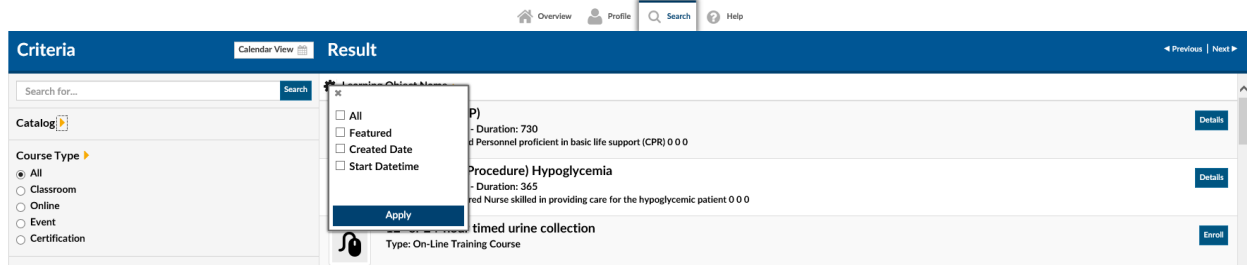 Overview Profile Search Help
Criteria
Calendar View
Result
Previous | Next
Search for...
Search
Catalog
Course Type
All
Classroom
Online
Event
Certification
Learning Object Name
All
Featured
Created Date
Start Datetime
Apply
P)
- Duration: 730
d Personnel proficient in basic life support (CPR) 0 0 0
Details
Procedure) Hypoglycemia
- Duration: 365
red Nurse skilled in providing care for the hypoglycemic patient 0 0 0
Details
timed urine collection
Type: On-Line Training Course
Enroll